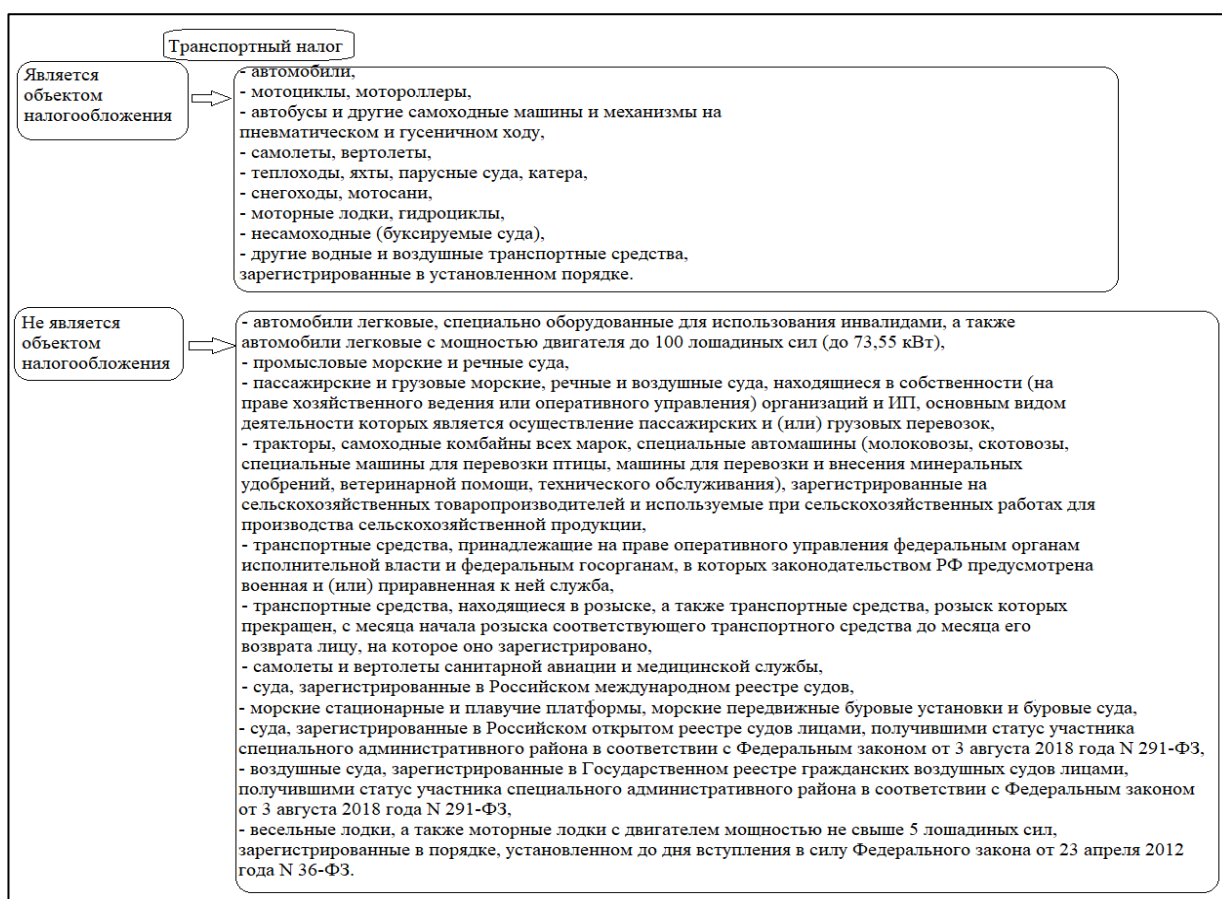 Транспортный налог
Является
объектом
налогообложения
- автомобили,
- мотоциклы, мотороллеры,
- автобусы и другие самоходные машины и механизмы на
пневматическом и гусеничном ходу,
- самолеты, вертолеты,
- теплоходы, яхты, парусные суда, катера,
- снегоходы, мотосани,
- моторные лодки, гидроциклы,
- несамоходные (буксируемые суда),
- другие водные и воздушные транспортные средства,
зарегистрированные в установленном порядке.
Не является
объектом
налогообложения
- автомобили легковые, специально оборудованные для использования инвалидами, а также
автомобили легковые с мощностью двигателя до 100 лошадиных сил (до 73,55 кВт),
- промысловые морские и речные суда,
- пассажирские и грузовые морские, речные и воздушные суда, находящиеся в собственности (на
праве хозяйственного ведения или оперативного управления) организаций и ИП, основным видом
деятельности которых является осуществление пассажирских и (или) грузовых перевозок,
- тракторы, самоходные комбайны всех марок, специальные автомашины (молоковозы, скотовозы,
специальные машины для перевозки птицы, машины для перевозки и внесения минеральных
удобрений, ветеринарной помощи, технического обслуживания), зарегистрированные на
сельскохозяйственных товаропроизводителей и используемые при сельскохозяйственных работах для
производства сельскохозяйственной продукции,
- транспортные средства, принадлежащие на праве оперативного управления федеральным органам
исполнительной власти и федеральным госорганам, в которых законодательством РФ предусмотрена
военная и (или) приравненная к ней служба,
- транспортные средства, находящиеся в розыске, а также транспортные средства, розыск которых
прекращен, с месяца начала розыска соответствующего транспортного средства до месяца его
возврата лицу, на которое оно зарегистрировано,
- самолеты и вертолеты санитарной авиации и медицинской службы,
- суда, зарегистрированные в Российском международном реестре судов,
- морские стационарные и плавучие платформы, морские передвижные буровые установки и буровые суда,
- суда, зарегистрированные в Российском открытом реестре судов лицами, получившими статус участника
специального административного района в соответствии с Федеральным законом от 3 августа 2018 года N 291-ФЗ,
- воздушные суда, зарегистрированные в Государственном реестре гражданских воздушных судов лицами,
получившими статус участника специального административного района в соответствии с Федеральным законом
от 3 августа 2018 года N 291-ФЗ,
- весельные лодки, а также моторные лодки с двигателем мощностью не свыше 5 лошадиных сил,
зарегистрированные в порядке, установленном до дня вступления в силу Федерального закона от 23 апреля 2012
года N 36-ФЗ.